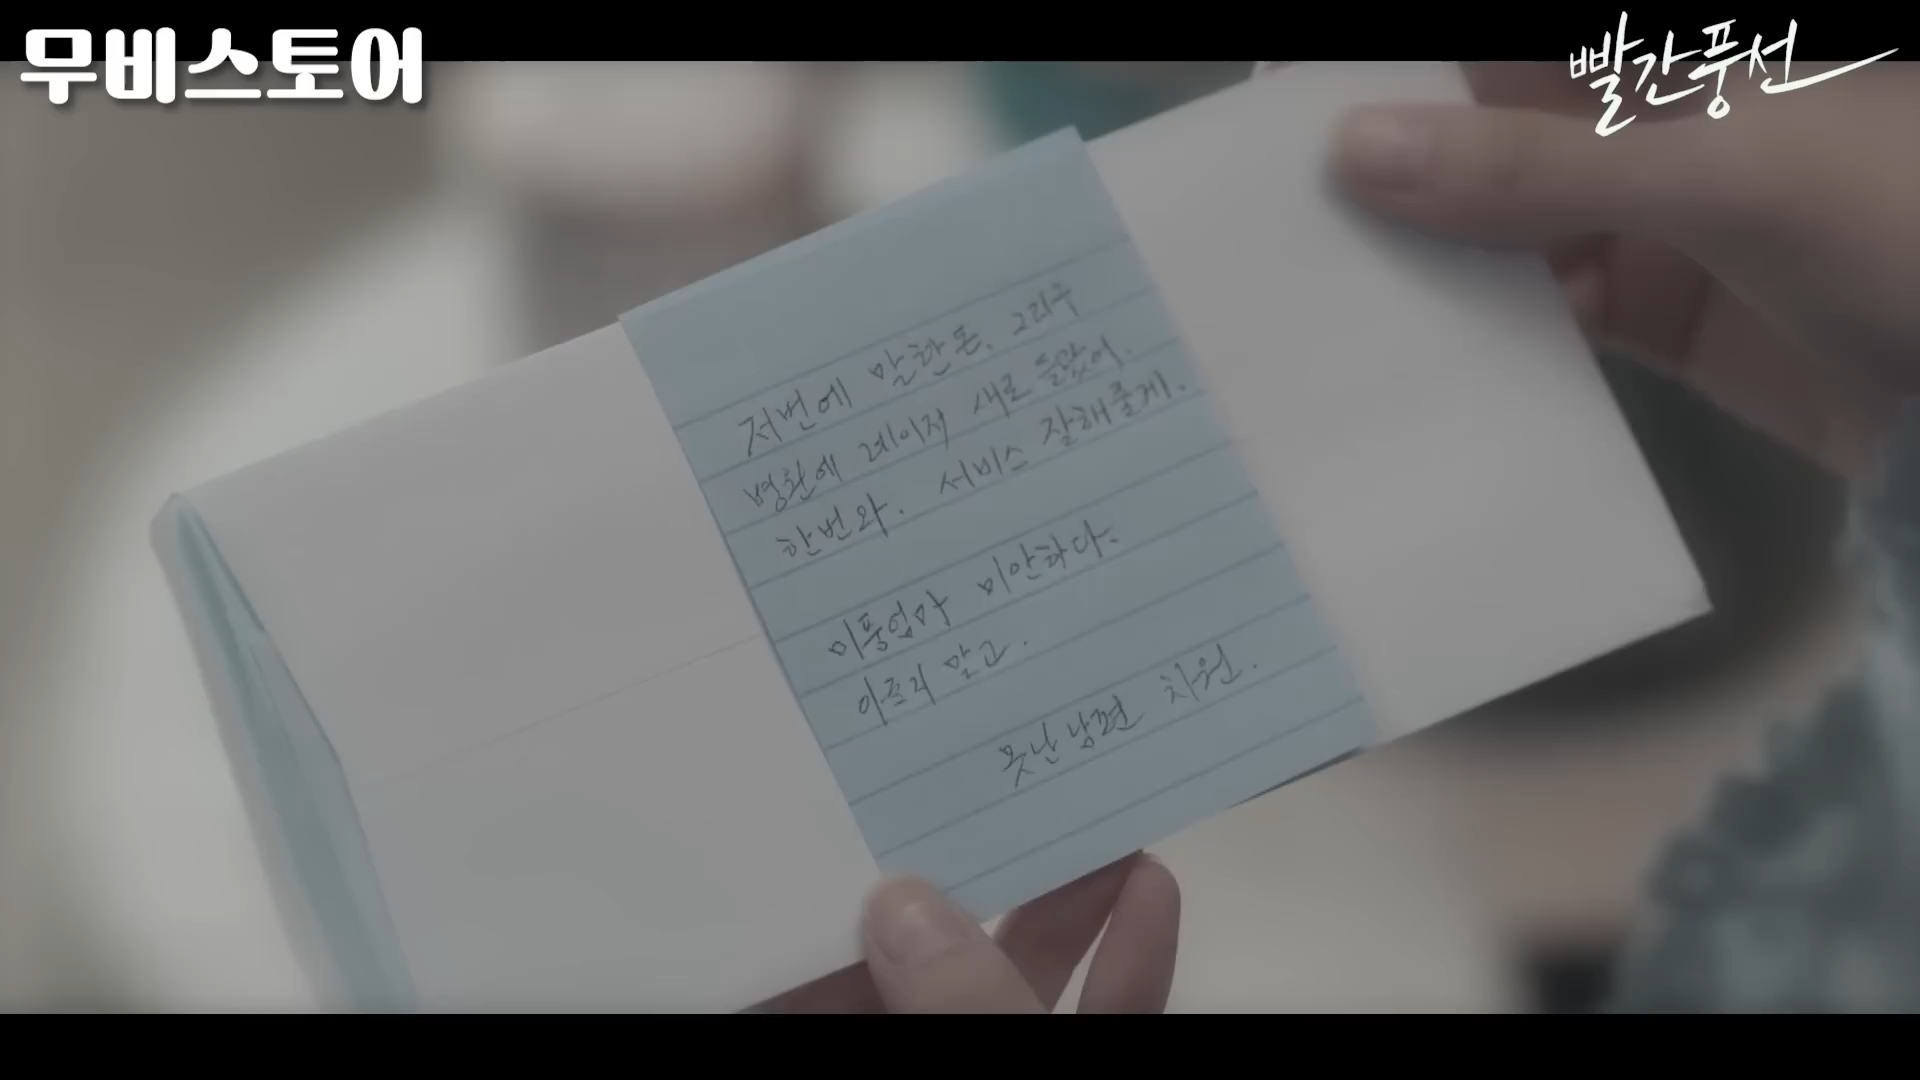 무비스토어
빨간풍선
저번에 말한 돈. 그리구
병원에 레이저 새로 들였어.
한번와. 서비스 잘해줄게.
미풍엄마 미안하다.
아프지 말고.
못난 남편 치원.